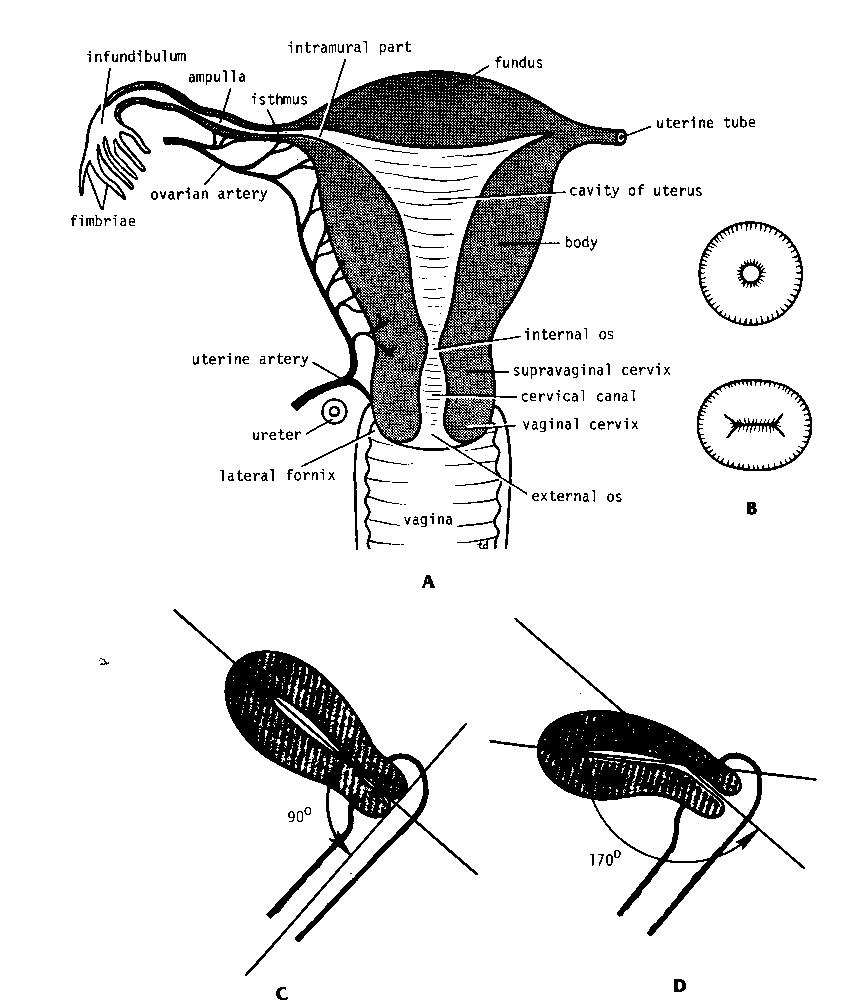 infundibulum
intramural part
fundus
ampulla
isthmus
uterine tube
ovarian artery
cavity of uterus
fimbriae
body
internal os
uterine artery
supravaginal cervix
cervical canal
vaginal cervix
ureter
lateral fornix
external os
vagina
td
B
A
90°
170°
C
D